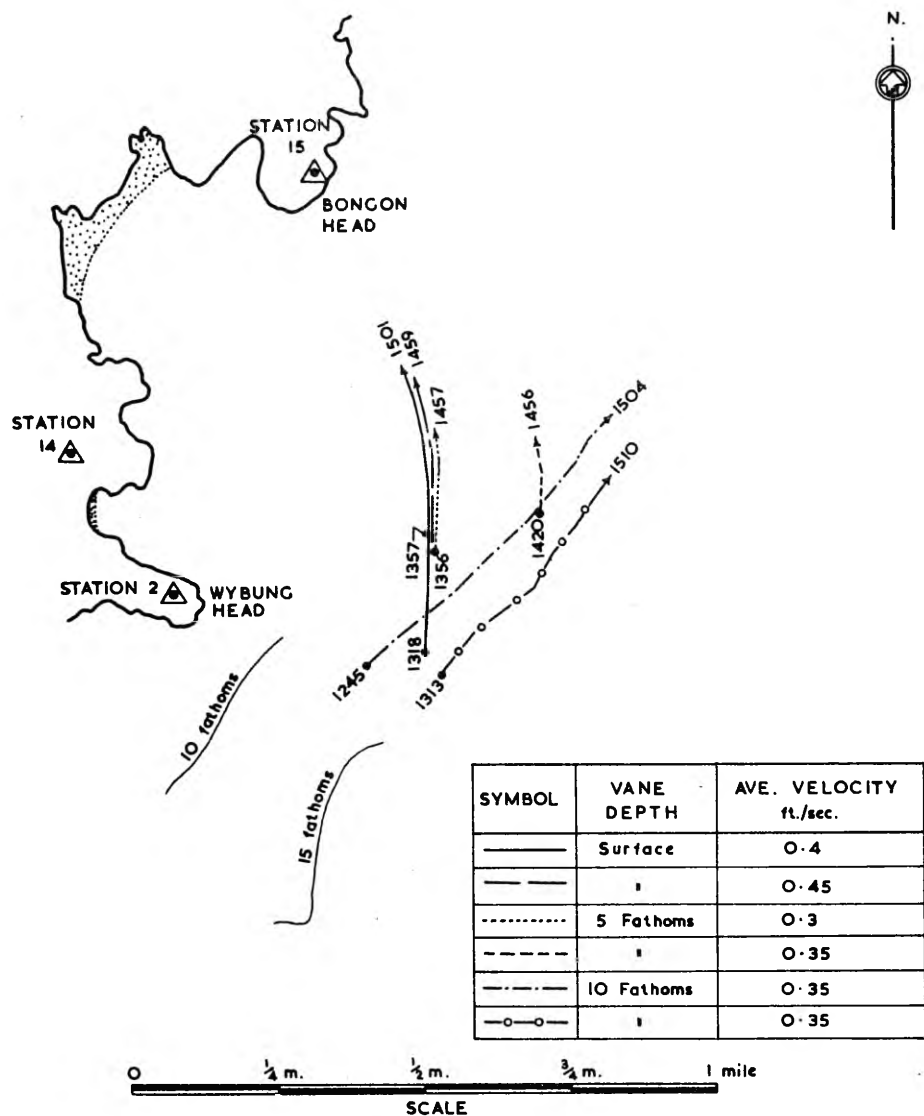 N.
STATION
15
BONGON
HEAD
1501
1459
1457
1456
1504
1510
STATION
14
1357
1356
1420
STATION 2
WYBUNG
HEAD
1318
1245
1313
10 fathoms
15 fathoms
SYMBOL
VANE
DEPTH
AVE. VELOCITY
ft./sec.
Surface
0·4
"
0·45
5 Fathoms
0·3
"
0·35
10 Fathoms
0·35
"
0·35
0
¼ m.
½ m.
¾ m.
1 mile
SCALE